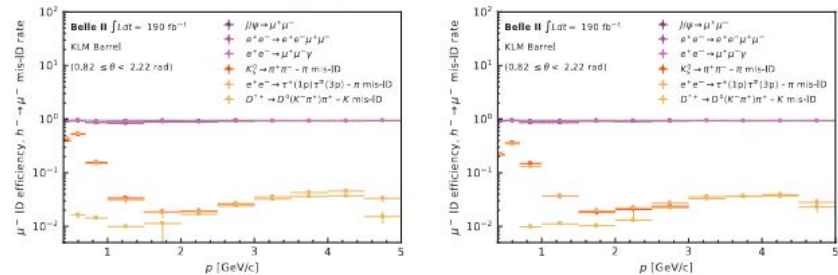 Belle II ∫Ldt = 190 fb⁻¹
KLM Barrel
(0.82 ≤ θ < 2.22 rad)
J/ψ→μ⁺μ⁻
e⁺e⁻→e⁺e⁻μ⁺μ⁻
e⁺e⁻→μ⁺μ⁻γ
K⁰ₛ→π⁺π⁻ - π mis-ID
e⁺e⁻→τ±(1p)τ∓(3p) - π mis-ID
D*⁺→D⁰(K⁻π⁺)π⁺ - K mis-ID
μ⁻ ID efficiency, h⁻→μ⁻ mis-ID rate
10¹
10⁰
10⁻¹
10⁻²
1 2 3 4 5
p [GeV/c]
Belle II ∫Ldt = 190 fb⁻¹
KLM Barrel
(0.82 ≤ θ < 2.22 rad)
J/ψ→μ⁺μ⁻
e⁺e⁻→e⁺e⁻μ⁺μ⁻
e⁺e⁻→μ⁺μ⁻γ
K⁰ₛ→π⁺π⁻ - π mis-ID
e⁺e⁻→τ±(1p)τ∓(3p) - π mis-ID
D*⁺→D⁰(K⁻π⁺)π⁺ - K mis-ID
μ⁻ ID efficiency, h⁻→μ⁻ mis-ID rate
10¹
10⁰
10⁻¹
10⁻²
1 2 3 4 5
p [GeV/c]